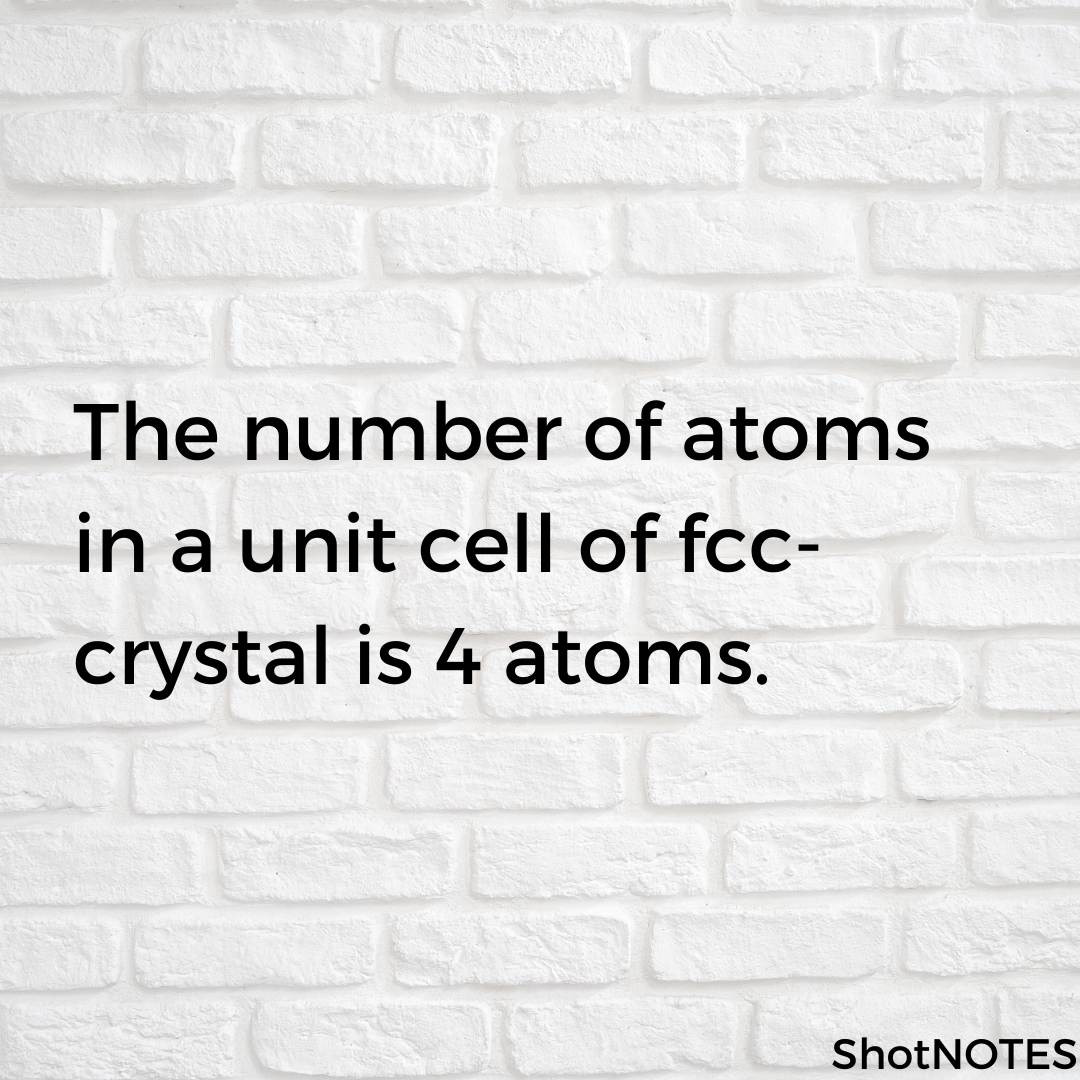 The number of atoms
in a unit cell of fcc-
crystal is 4 atoms.
ShotNOTES